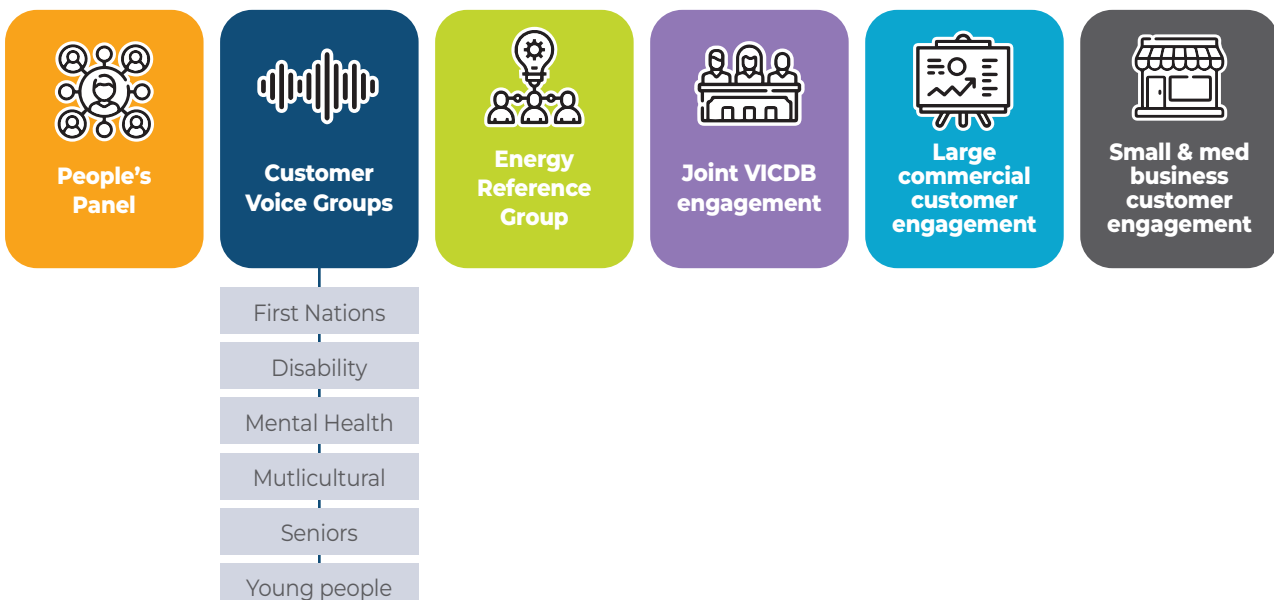 People's
Panel
Customer
Voice Groups
Energy
Reference
Group
Joint VICDB
engagement
Large
commercial
customer
engagement
Small & med
business
customer
engagement
First Nations
Disability
Mental Health
Mutlicultural
Seniors
Young people